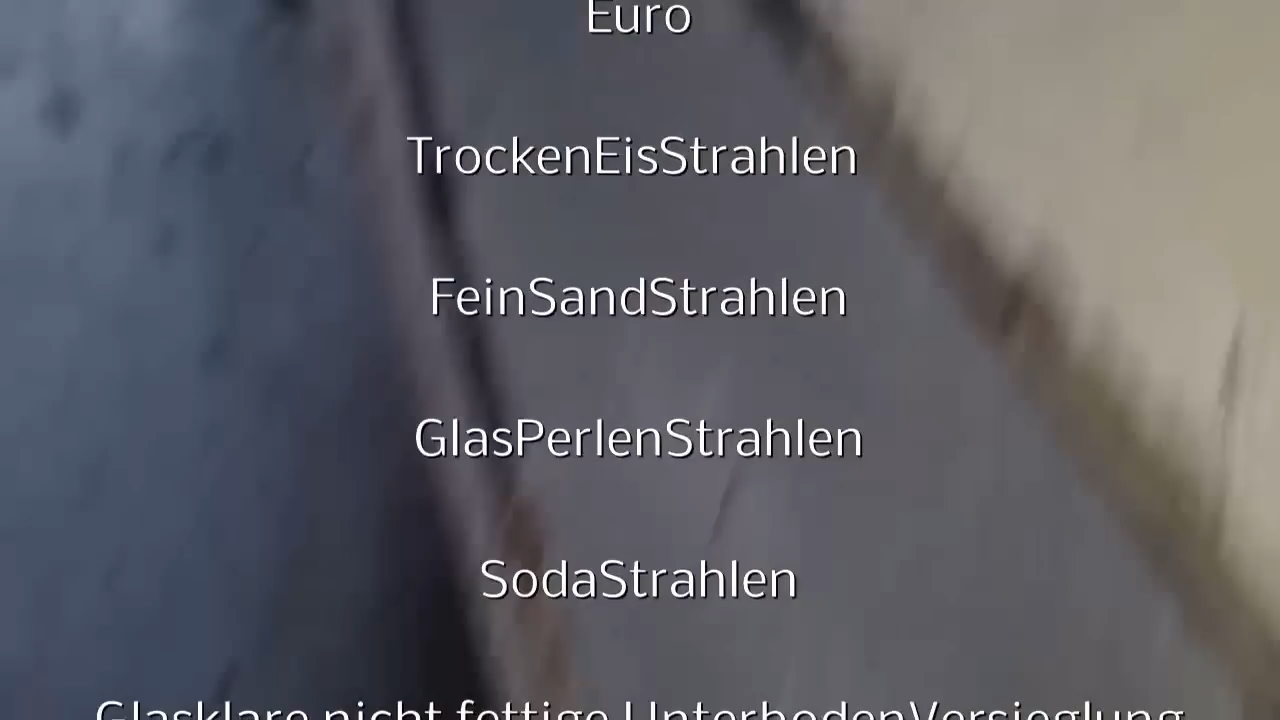 Euro
TrockenEisStrahlen
FeinSandStrahlen
GlasPerlenStrahlen
SodaStrahlen
Glasklare nicht fettige UnterbodenVersieglung